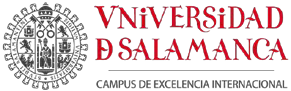 VNiVERSiDAD
D SALAMANCA
CAMPUS DE EXCELENCIA INTERNACIONAL